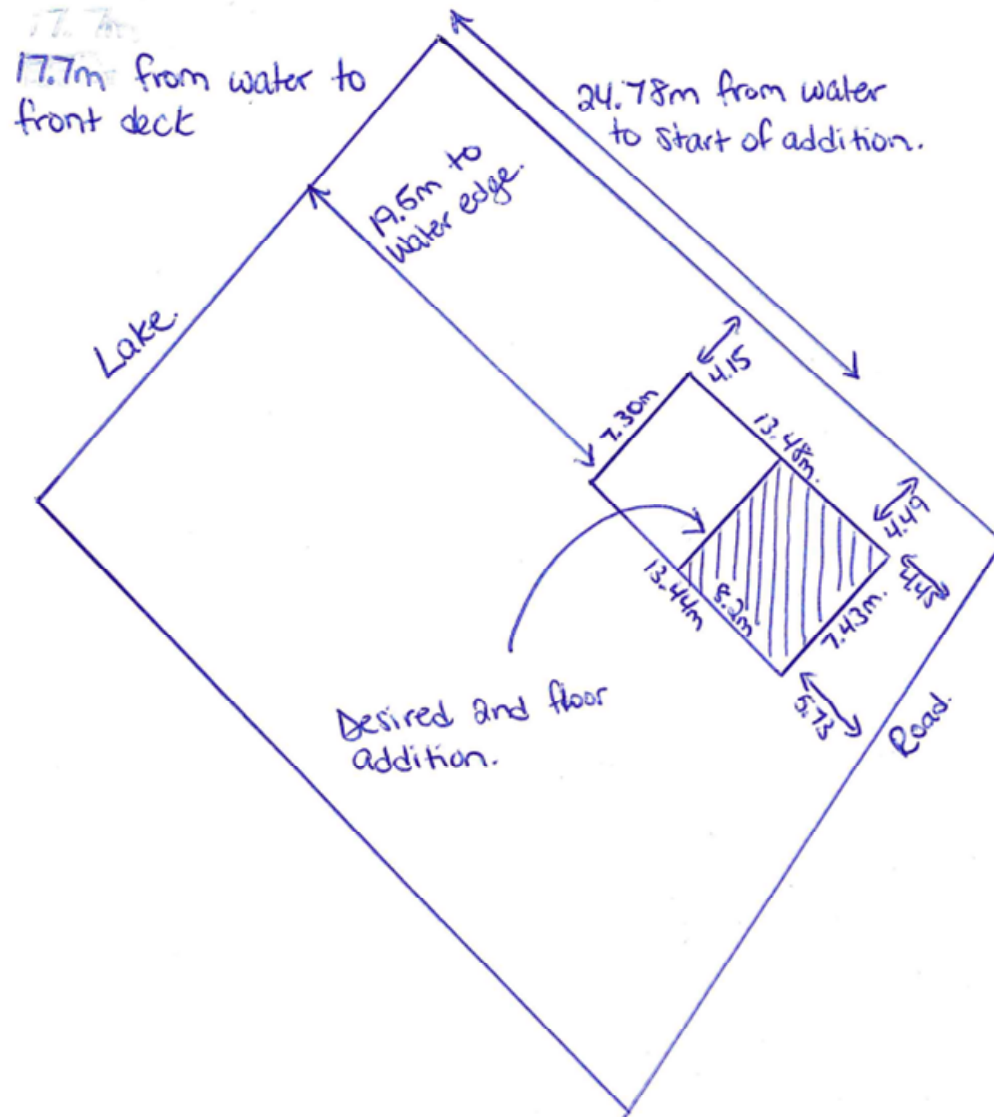 17.7m
17.7m from water to
front deck
24.78m from water
to start of addition.
19.5m to
water edge.
Lake.
4.15
7.30m
13.48m.
4.49
4.45
13.44m
8.2m
7.43m.
5.73
Road.
Desired 2nd floor
addition.